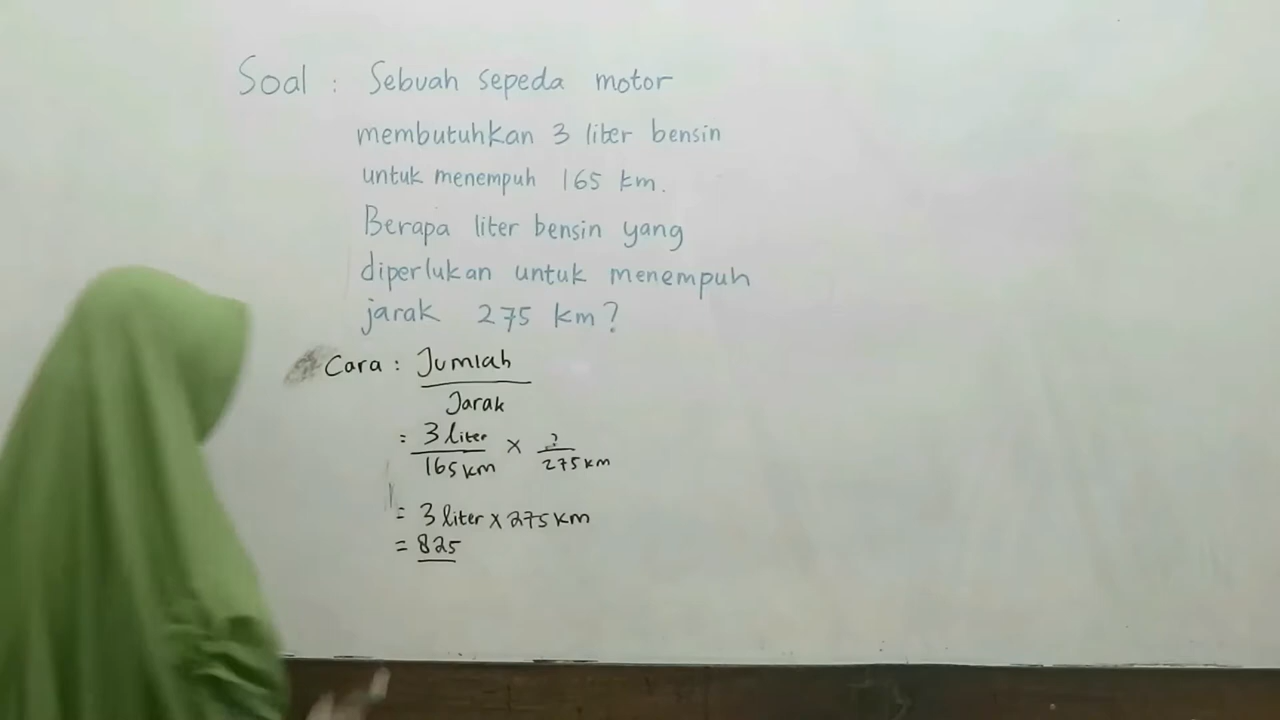 Soal : Sebuah sepeda motor
membutuhkan 3 liter bensin
untuk menempuh 165 km.
Berapa liter bensin yang
diperlukan untuk menempuh
jarak 275 km?
Cara : Jumlah
Jarak
= 3 liter × ?
165 km 275 km
= 3 liter × 275 km
= 825